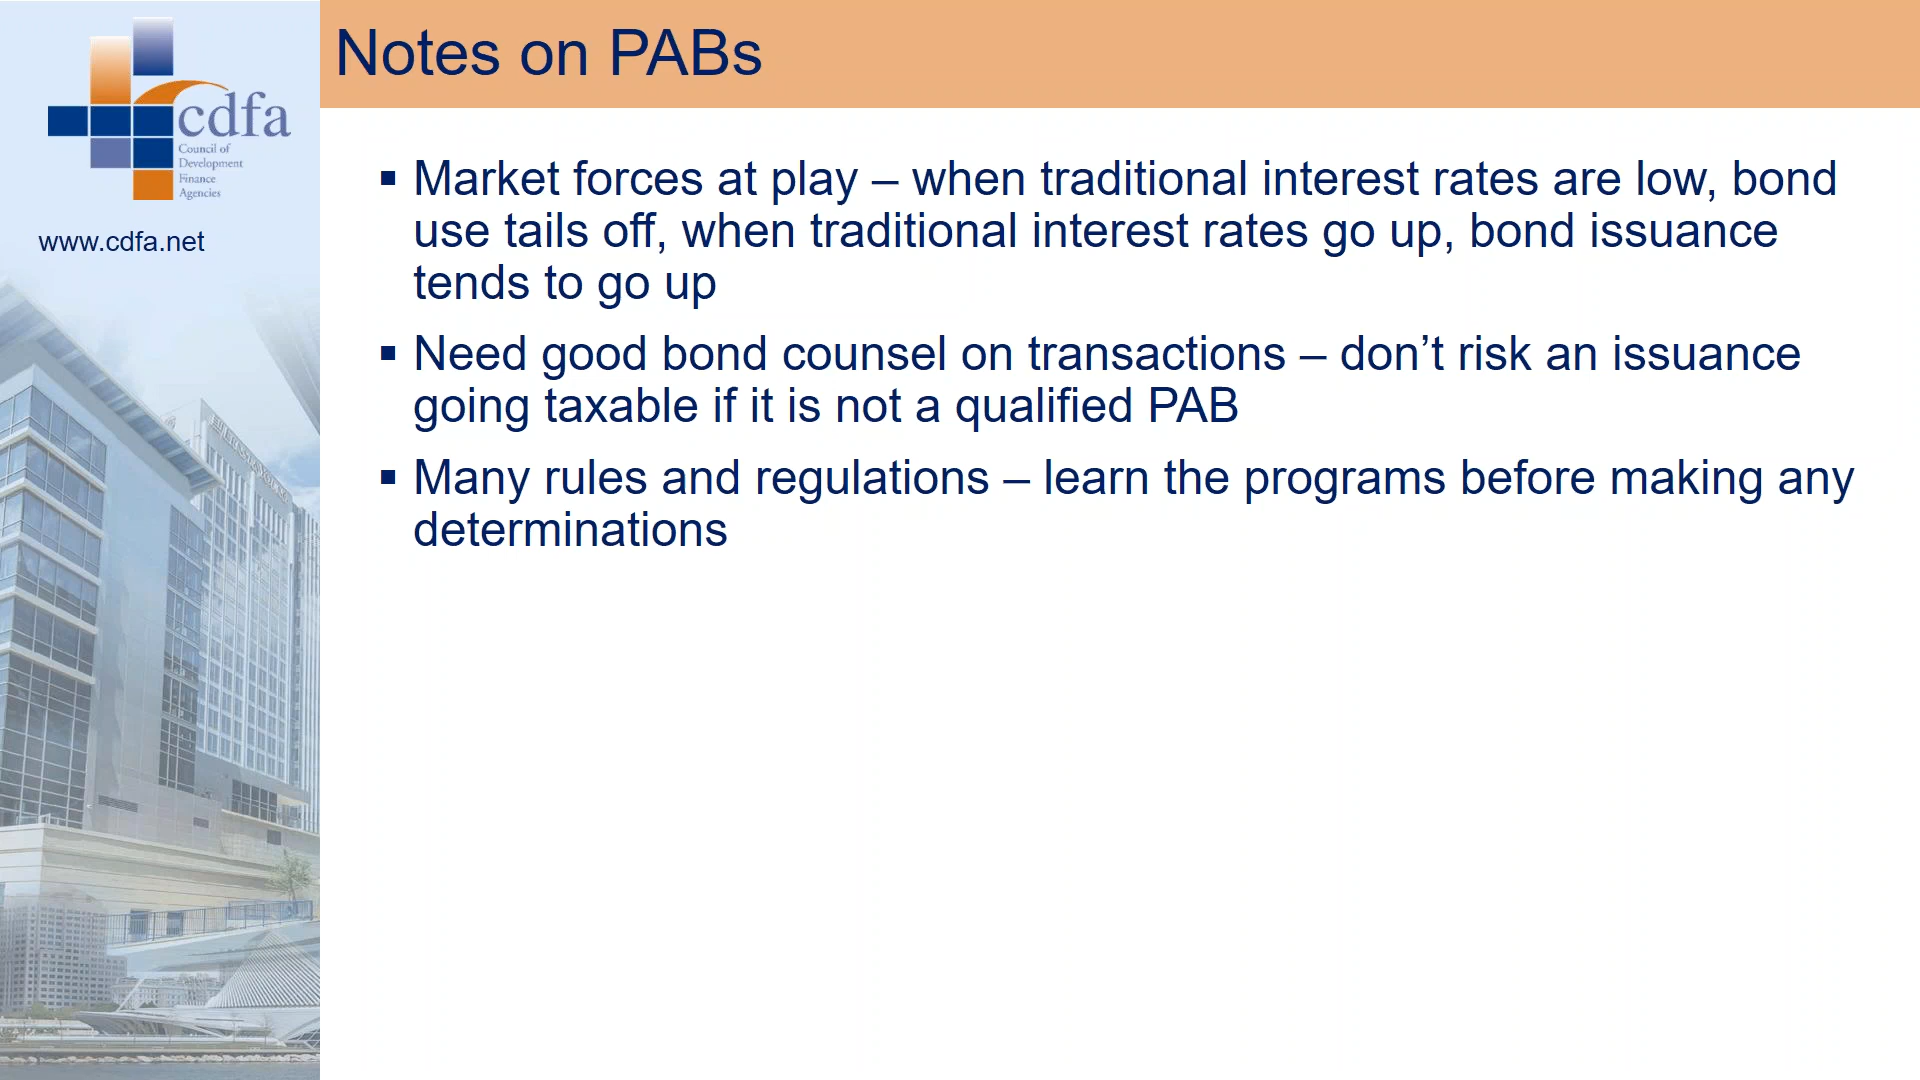 cdfa
Council of
Development
Finance
Agencies
www.cdfa.net
Notes on PABs
▪ Market forces at play – when traditional interest rates are low, bond
use tails off, when traditional interest rates go up, bond issuance
tends to go up
▪ Need good bond counsel on transactions – don’t risk an issuance
going taxable if it is not a qualified PAB
▪ Many rules and regulations – learn the programs before making any
determinations
ERNST & YOUNG